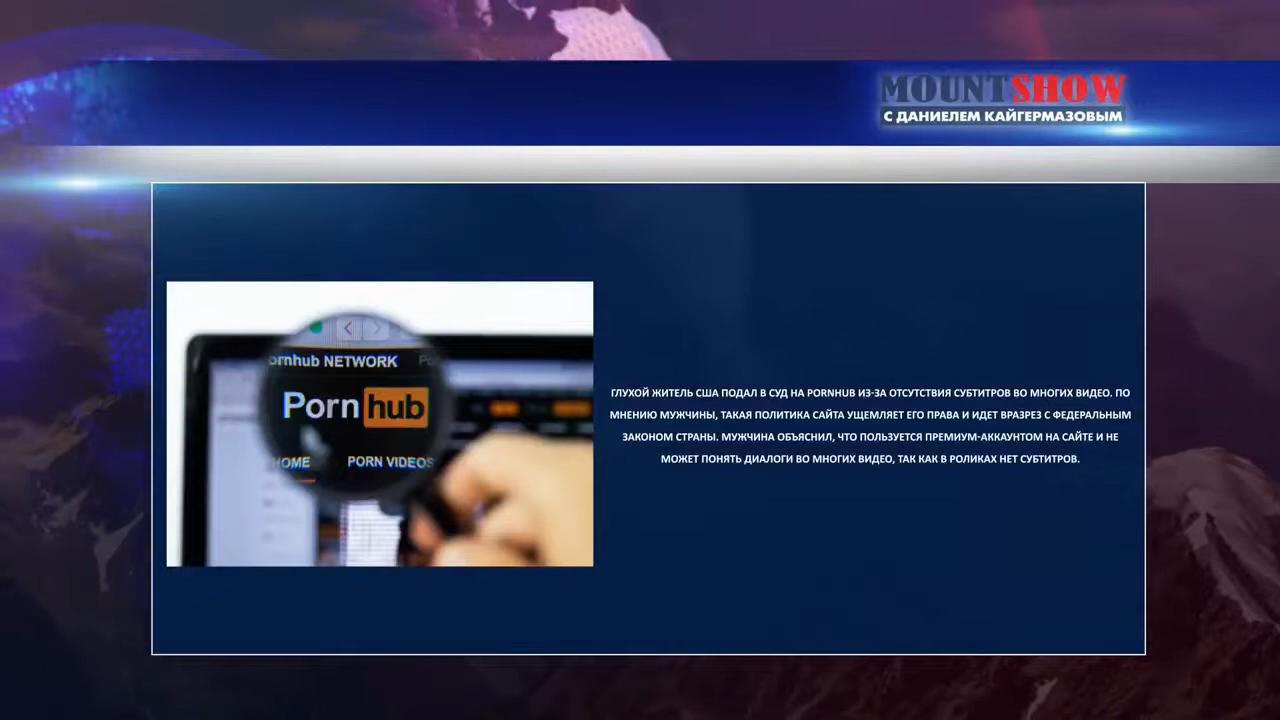 MOUNTSHOW
С ДАНИЕЛЕМ КАЙГЕРМАЗОВЫМ
ornhub NETWORK
Po
Porn hub
HOME
PORN VIDEOS
ГЛУХОЙ ЖИТЕЛЬ США ПОДАЛ В СУД НА PORNHUB ИЗ-ЗА ОТСУТСТВИЯ СУБТИТРОВ ВО МНОГИХ ВИДЕО. ПО
МНЕНИЮ МУЖЧИНЫ, ТАКАЯ ПОЛИТИКА САЙТА УЩЕМЛЯЕТ ЕГО ПРАВА И ИДЕТ ВРАЗРЕЗ С ФЕДЕРАЛЬНЫМ
ЗАКОНОМ СТРАНЫ. МУЖЧИНА ОБЪЯСНИЛ, ЧТО ПОЛЬЗУЕТСЯ ПРЕМИУМ-АККАУНТОМ НА САЙТЕ И НЕ
МОЖЕТ ПОНЯТЬ ДИАЛОГИ ВО МНОГИХ ВИДЕО, ТАК КАК В РОЛИКАХ НЕТ СУБТИТРОВ.